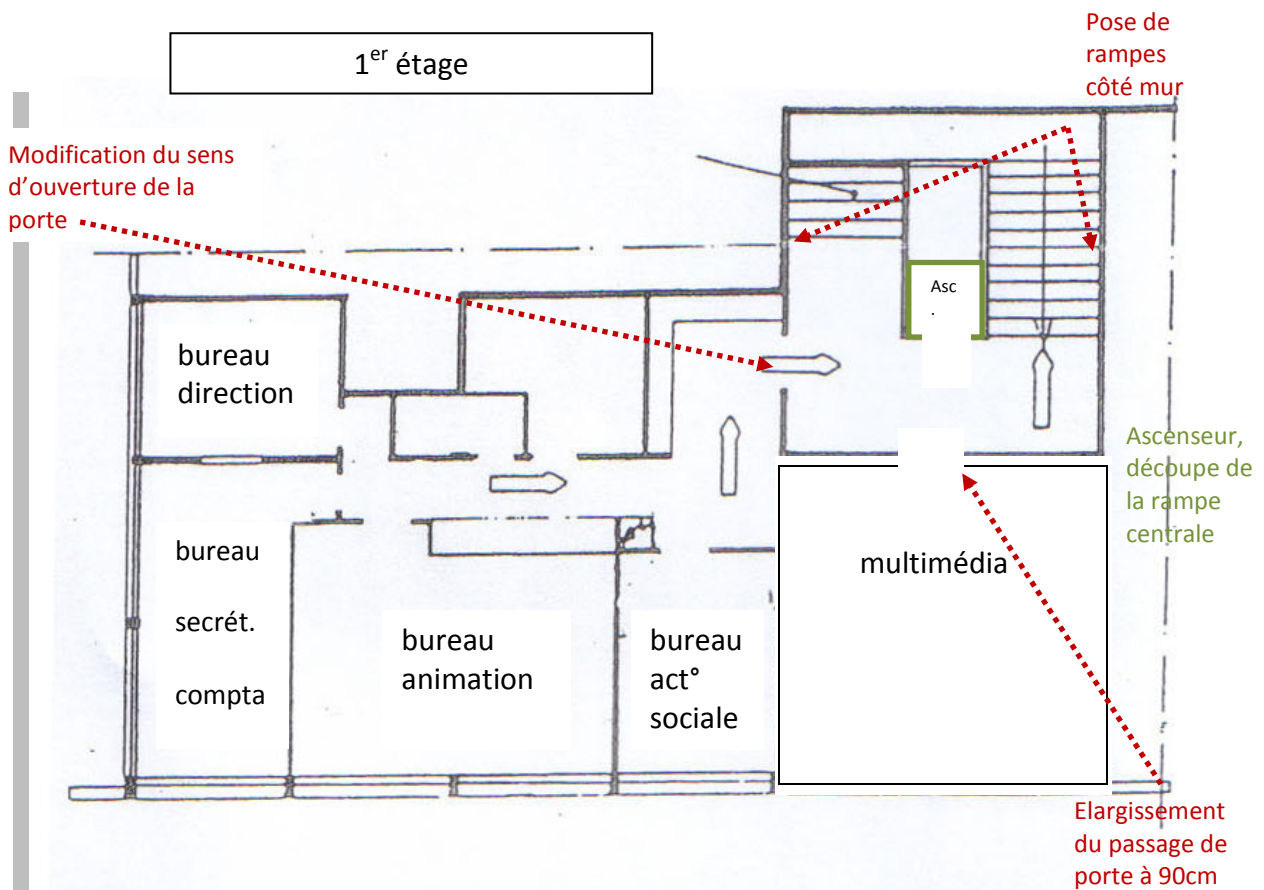 Pose de
rampes
côté mur
1er étage
Modification du sens
d’ouverture de la
porte
Asc
.
bureau
direction
Ascenseur,
découpe de
la rampe
centrale
bureau
secrét.
compta
bureau
animation
bureau
act°
sociale
multimédia
Elargissement
du passage de
porte à 90cm